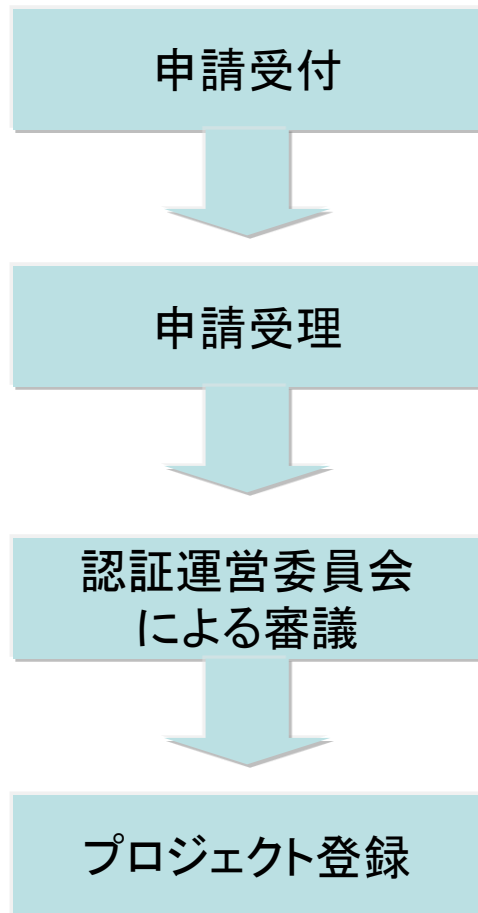 申請受付
申請受理
認証運営委員会
による審議
プロジェクト登録